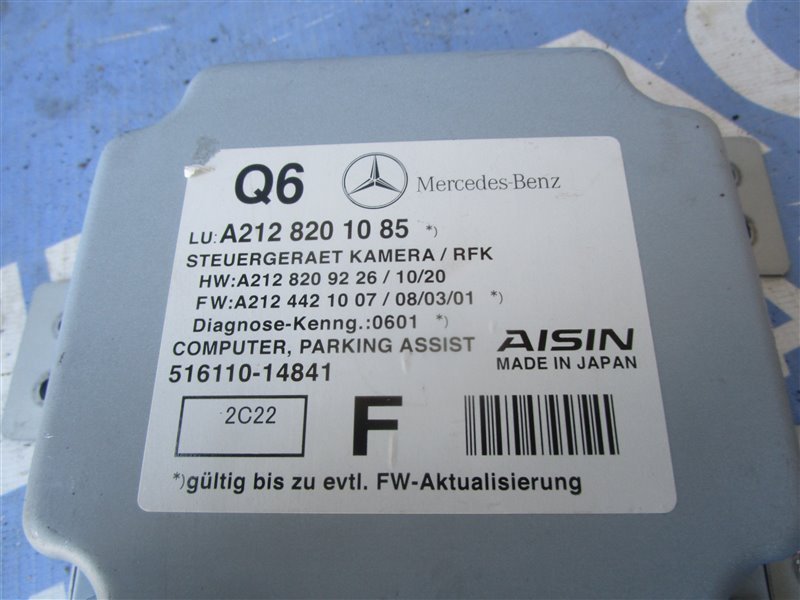 Q6 Mercedes-Benz
LU: A212 820 10 85 *)
STEUERGERAET KAMERA / RFK
HW:A212 820 92 26 / 10/20
FW:A212 442 10 07 / 08/03/01 *)
Diagnose-Kenng.:0601 *)
COMPUTER, PARKING ASSIST
AISIN
MADE IN JAPAN
516110-14841
2C22
F
*)gültig bis zu evtl. FW-Aktualisierung